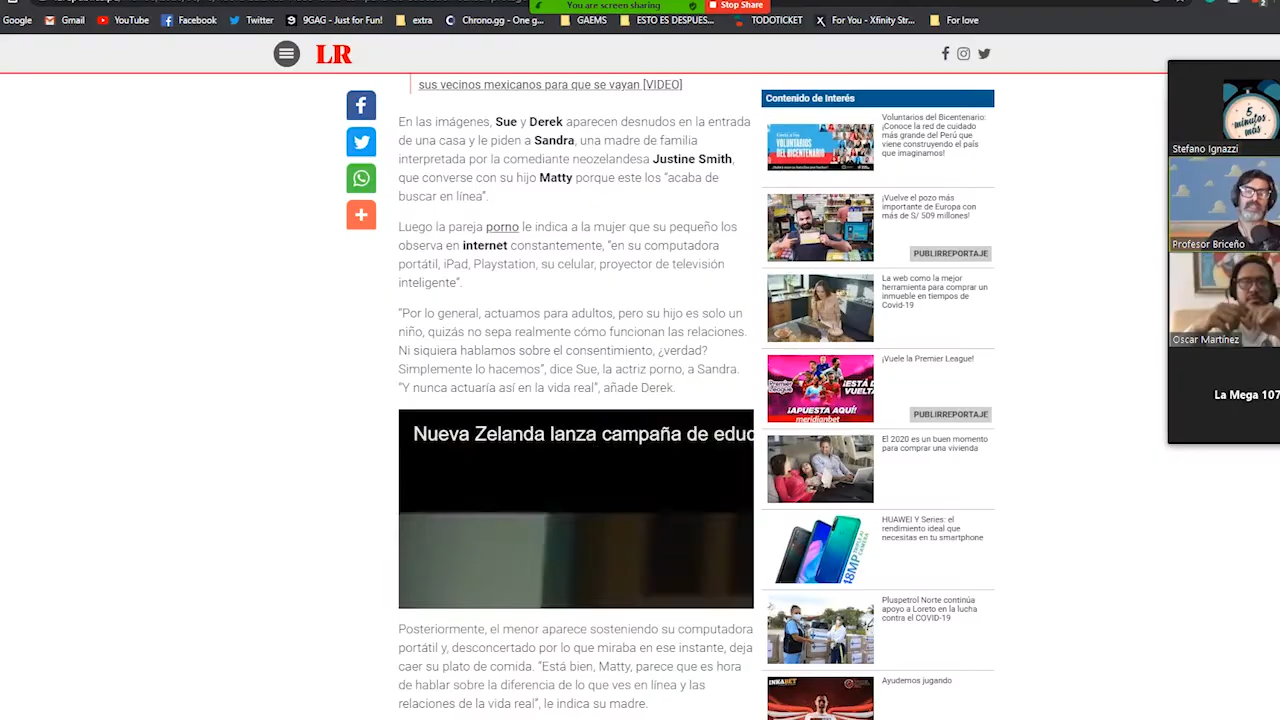 You are screen sharing
Stop Share
Google
Gmail
YouTube
Facebook
Twitter
9GAG - Just for fun!
extra
Chrono.gg - One g...
GAEMS
ESTO ES DESPUES...
TODOTICKET
For You - Xfinity Str...
For love
LR
sus vecinos mexicanos para que se vayan [VIDEO]
En las imágenes, Sue y Derek aparecen desnudos en la entrada
de una casa y le piden a Sandra, una madre de familia
interpretada por la comediante neozelandesa Justine Smith,
que converse con su hijo Matty porque este los "acaba de
buscar en línea".
Luego la pareja porno le indica a la mujer que su pequeño los
observa en internet constantemente, "en su computadora
portátil, iPad, Playstation, su celular, proyector de televisión
inteligente".
"Por lo general, actuamos para adultos, pero su hijo es solo un
niño, quizás no sepa realmente cómo funcionan las relaciones.
Ni siquiera hablamos sobre el consentimiento, ¿verdad?
Simplemente lo hacemos", dice Sue, la actriz porno, a Sandra.
"Y nunca actuaría así en la vida real", añade Derek.
Nueva Zelanda lanza campaña de educ
Posteriormente, el menor aparece sosteniendo su computadora
portátil y, desconcertado por lo que miraba en ese instante, deja
caer su plato de comida. "Está bien, Matty, parece que es hora
de hablar sobre la diferencia de lo que ves en línea y las
relaciones de la vida real", le indica su madre.
Contenido de Interés
Voluntarios del Bicentenario:
¡Conoce la red de cuidado
más grande del Perú que
viene construyendo el país
que imaginamos!
VOLUNTARIOS
DEL BICENTENARIO
¡Vuelve el pozo más
importante de Europa con
más de S/ 509 millones!
PUBLIRREPORTAJE
La web como la mejor
herramienta para comprar un
inmueble en tiempos de
Covid-19
¡Vuele la Premier League!
Premier
League
¡ESTÁ D
VUELTA
¡APUESTA AQUÍ!
meridianbet
PUBLIRREPORTAJE
El 2020 es un buen momento
para comprar una vivienda
HUAWEI Y Series: el
rendimiento ideal que
necesitas en tu smartphone
48MP
Pluspetrol Norte continúa
apoyo a Loreto en la lucha
contra el COVID-19
Ayudemos jugando
INKABET
5
minutos
más
Stefano Ignazzi
Profesor Briceño
Oscar Martínez
La Mega 107